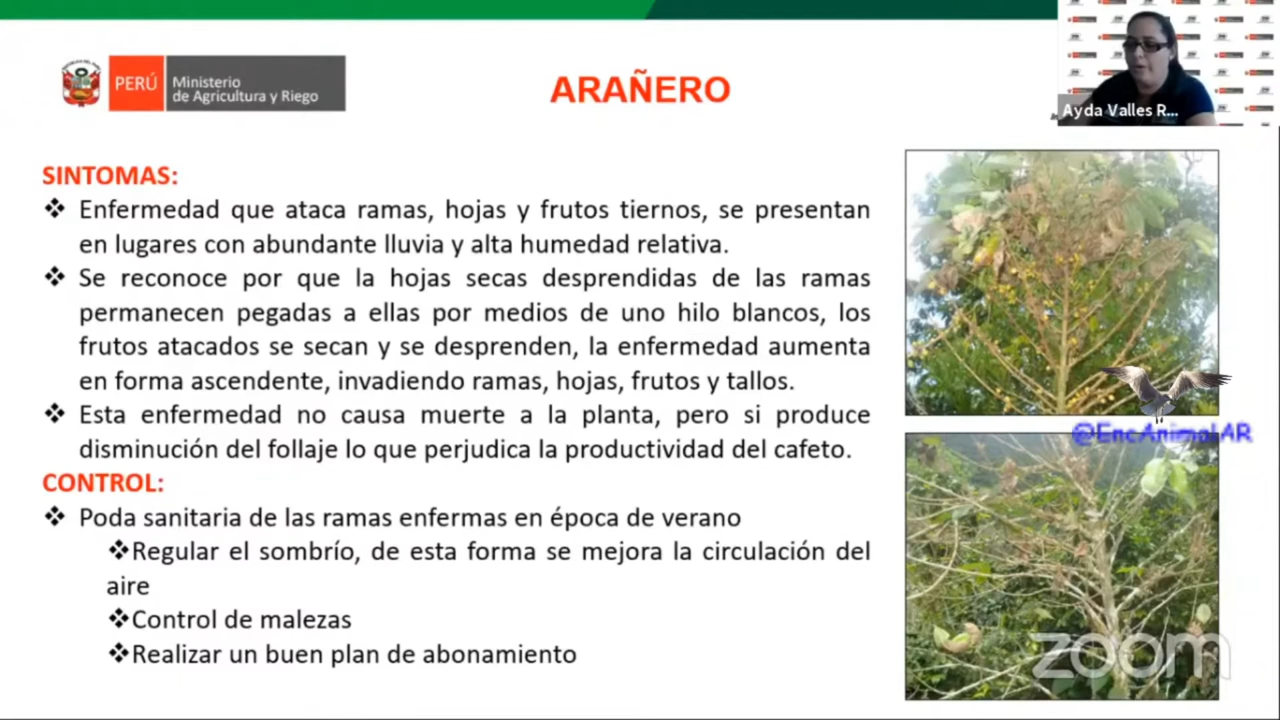 PERÚ
Ministerio
de Agricultura y Riego
ARAÑERO
Ayda Valles R...
SINTOMAS:
❖ Enfermedad que ataca ramas, hojas y frutos tiernos, se presentan
en lugares con abundante lluvia y alta humedad relativa.
❖ Se reconoce por que la hojas secas desprendidas de las ramas
permanecen pegadas a ellas por medios de uno hilo blancos, los
frutos atacados se secan y se desprenden, la enfermedad aumenta
en forma ascendente, invadiendo ramas, hojas, frutos y tallos.
❖ Esta enfermedad no causa muerte a la planta, pero si produce
disminución del follaje lo que perjudica la productividad del cafeto.
CONTROL:
❖ Poda sanitaria de las ramas enfermas en época de verano
❖Regular el sombrío, de esta forma se mejora la circulación del
aire
❖Control de malezas
❖Realizar un buen plan de abonamiento
@EncAnimalAR
zoom